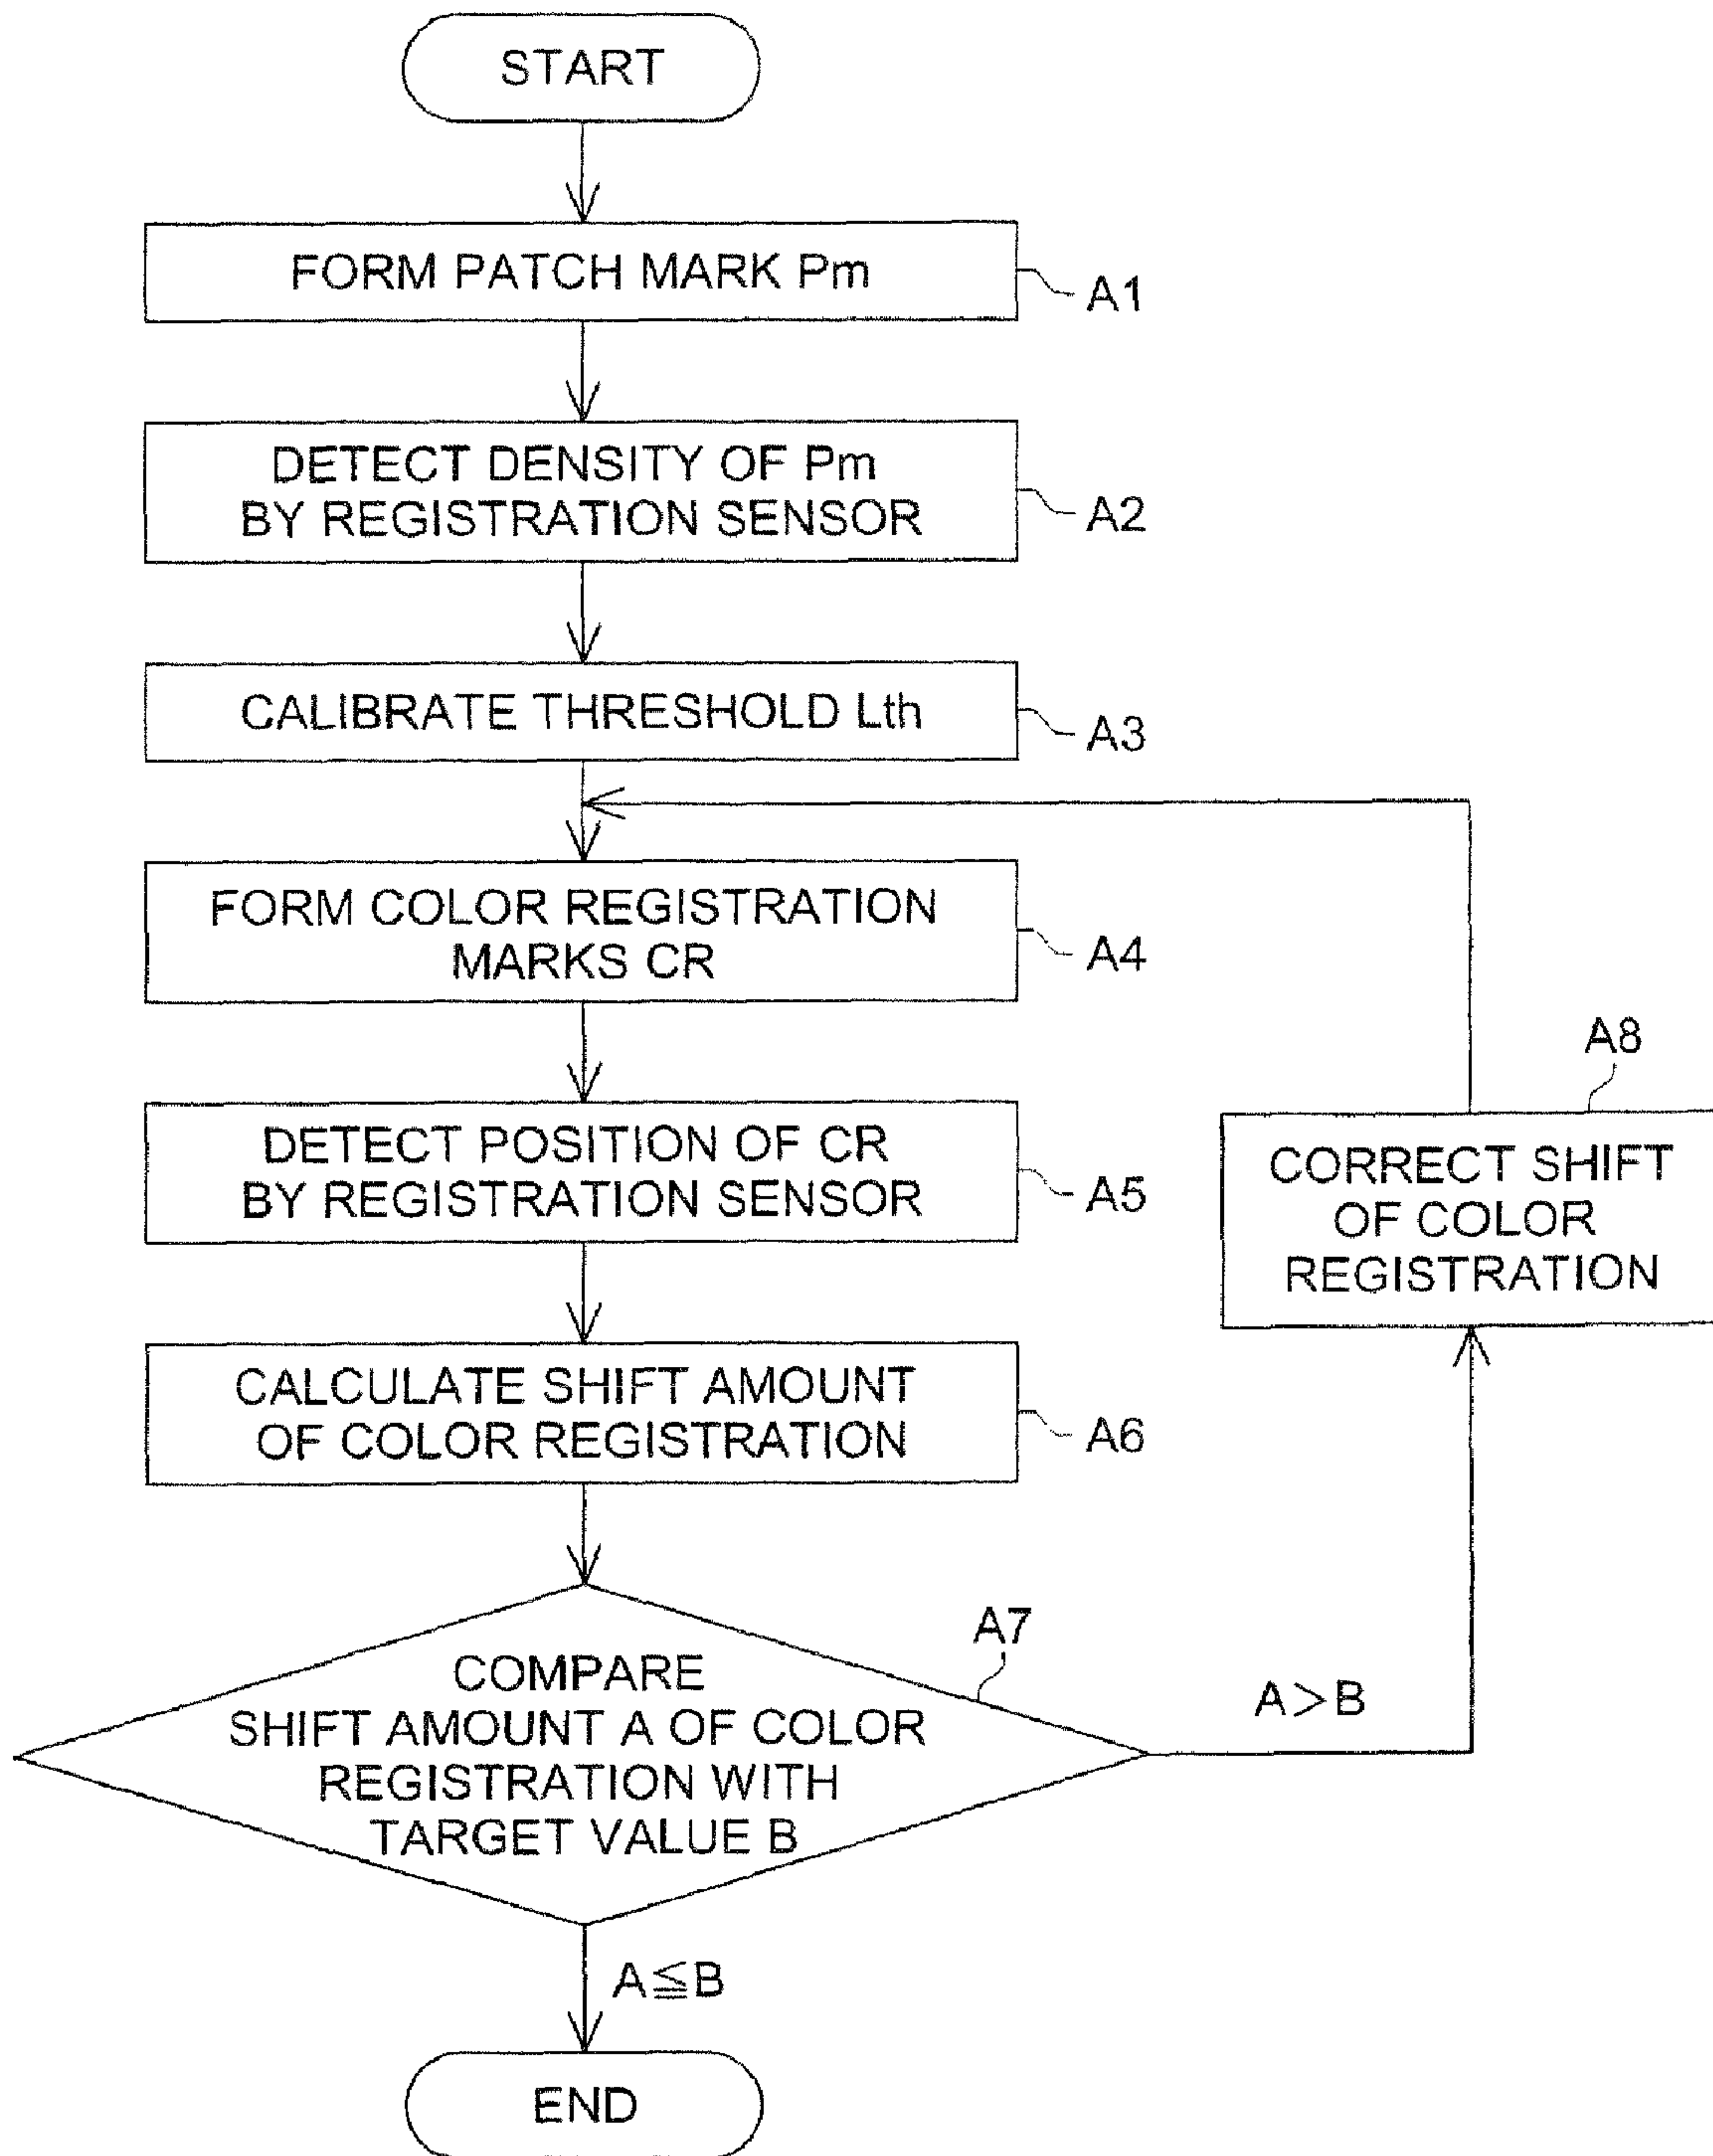 START
FORM PATCH MARK Pm
A1
DETECT DENSITY OF Pm
BY REGISTRATION SENSOR
A2
CALIBRATE THRESHOLD Lth
A3
FORM COLOR REGISTRATION
MARKS CR
A4
DETECT POSITION OF CR
BY REGISTRATION SENSOR
A5
A8
CORRECT SHIFT
OF COLOR
REGISTRATION
CALCULATE SHIFT AMOUNT
OF COLOR REGISTRATION
A6
A7
COMPARE
SHIFT AMOUNT A OF COLOR
REGISTRATION WITH
TARGET VALUE B
A>B
A≦B
END